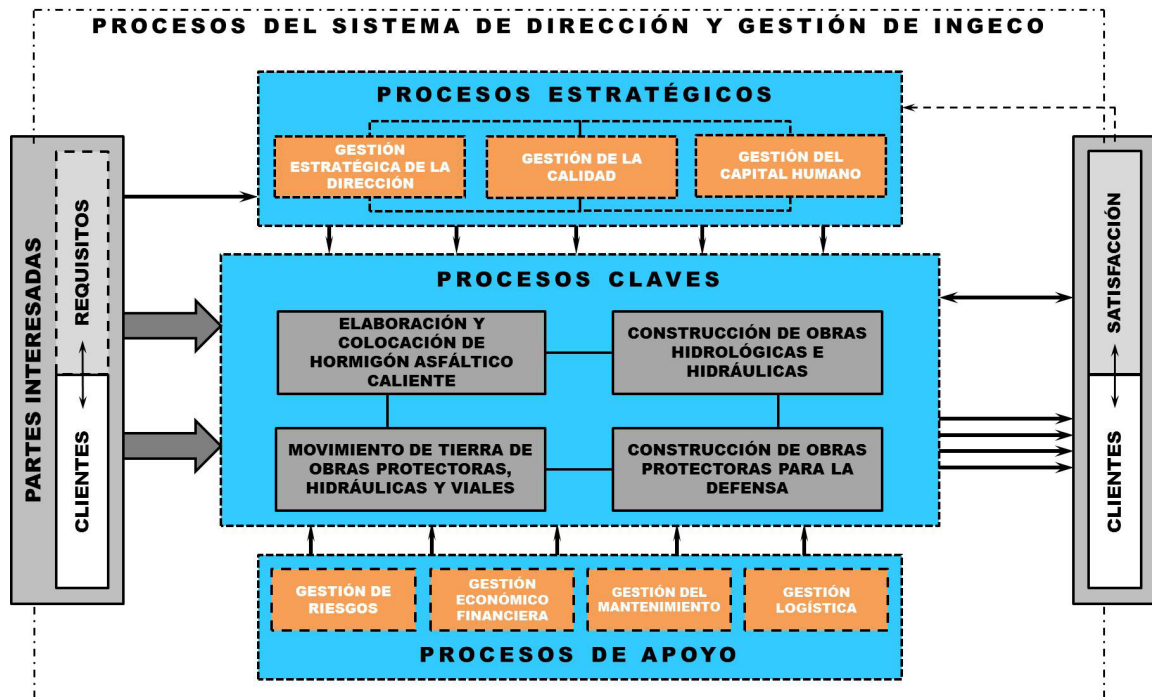 PROCESOS DEL SISTEMA DE DIRECCIÓN Y GESTIÓN DE INGECO
PROCESOS ESTRATÉGICOS
GESTIÓN
ESTRATÉGICA DE LA
DIRECCIÓN
GESTIÓN DE LA
CALIDAD
GESTIÓN DEL
CAPITAL HUMANO
PARTES INTERESADAS
REQUISITOS
CLIENTES
PROCESOS CLAVES
ELABORACIÓN Y
COLOCACIÓN DE
HORMIGÓN ASFÁLTICO
CALIENTE
CONSTRUCCIÓN DE OBRAS
HIDROLÓGICAS E
HIDRÁULICAS
MOVIMIENTO DE TIERRA DE
OBRAS PROTECTORAS,
HIDRÁULICAS Y VIALES
CONSTRUCCIÓN DE OBRAS
PROTECTORAS PARA LA
DEFENSA
SATISFACCIÓN
CLIENTES
GESTIÓN DE
RIESGOS
GESTIÓN
ECONÓMICO
FINANCIERA
GESTIÓN DEL
MANTENIMIENTO
GESTIÓN
LOGÍSTICA
PROCESOS DE APOYO